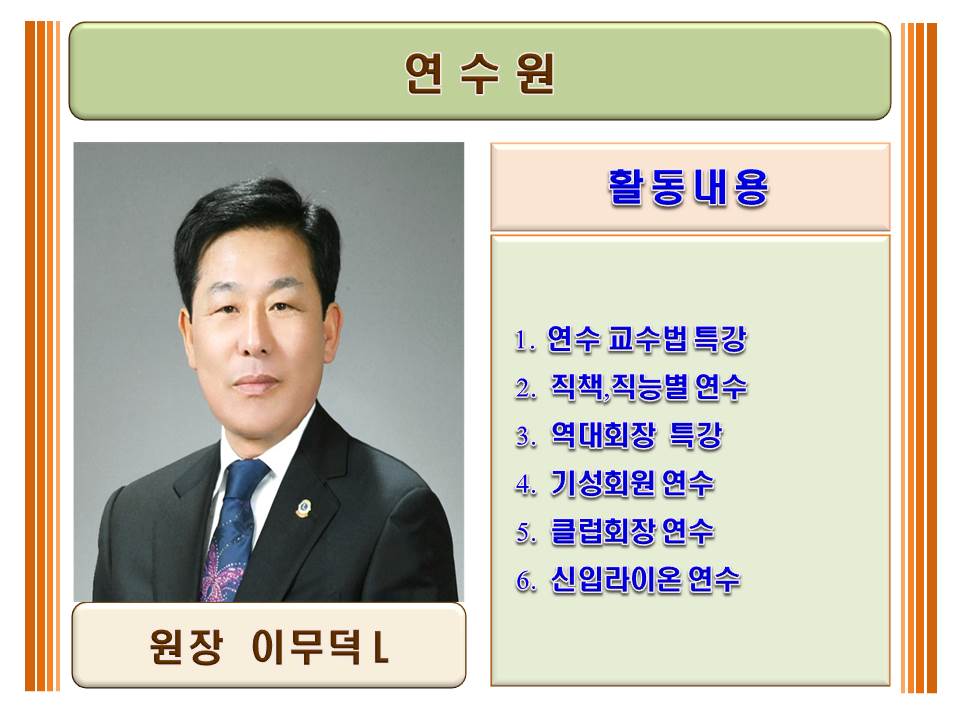 연 수 원
활동내용
1. 연수 교수법 특강
2. 직책,직능별 연수
3. 역대회장 특강
4. 기성회원 연수
5. 클럽회장 연수
6. 신입라이온 연수
원장 이무덕 L